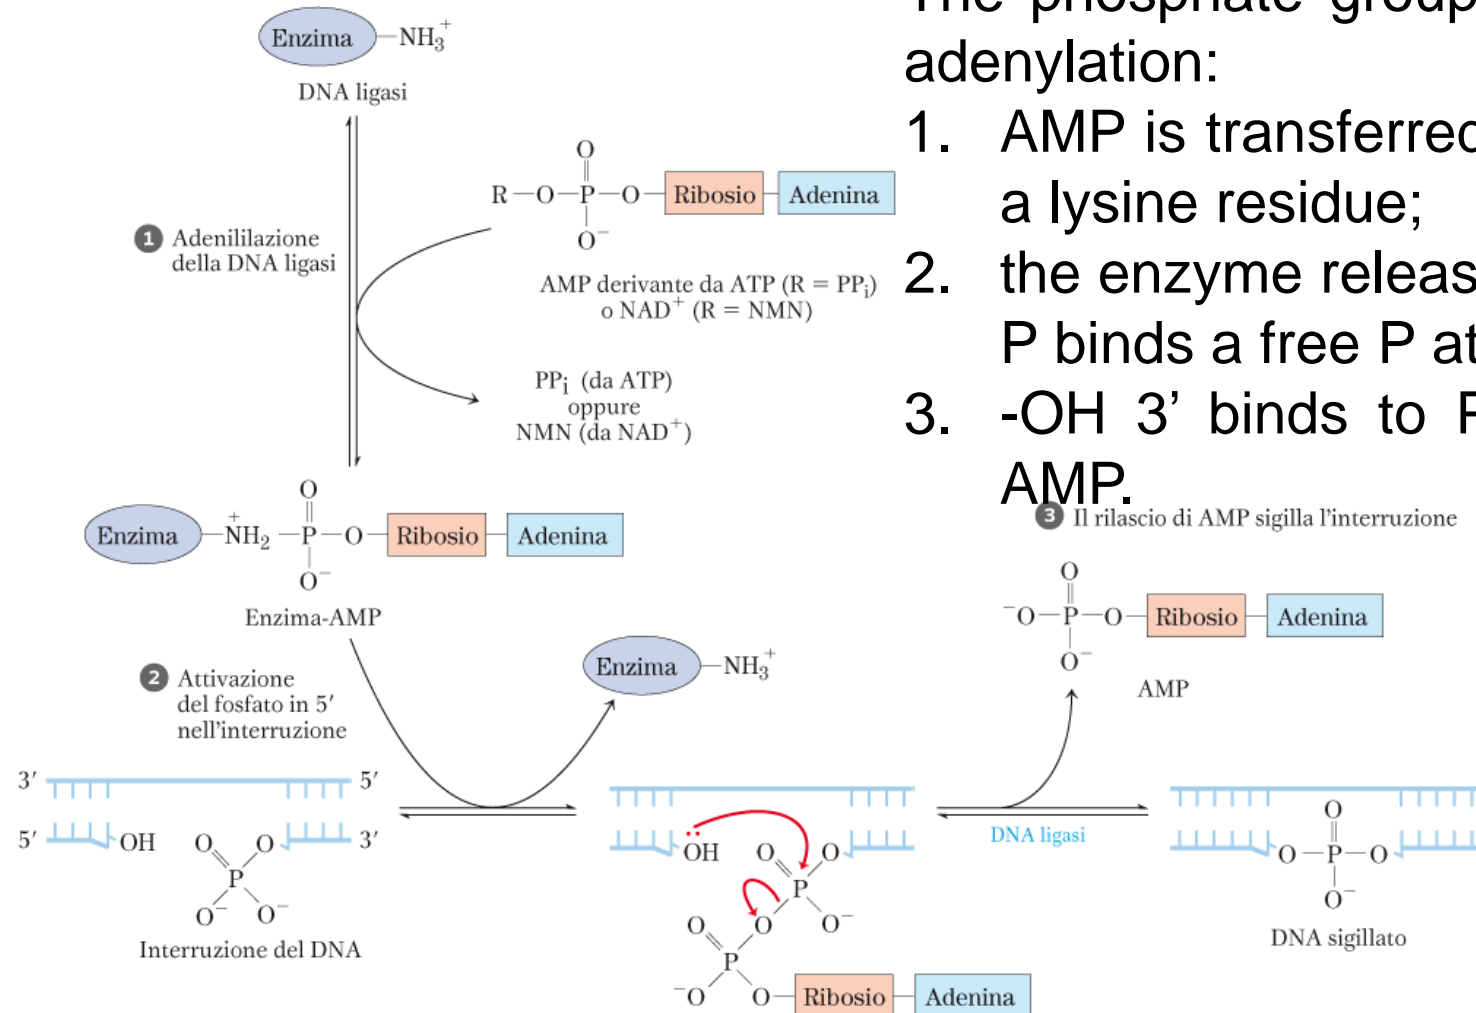 The phosphate group
adenylation:
1. AMP is transferred
a lysine residue;
2. the enzyme releas
P binds a free P at
3. -OH 3’ binds to P
AMP.
Enzima –NH3+
DNA ligasi
1 Adenililazione
della DNA ligasi
O
R–O–P–O– Ribosio Adenina
O−
AMP derivante da ATP (R = PPi)
o NAD+ (R = NMN)
PPi (da ATP)
oppure
NMN (da NAD+)
O
Enzima –N+H2–P–O– Ribosio Adenina
O−
Enzima-AMP
2 Attivazione
del fosfato in 5′
nell’interruzione
Enzima –NH3+
3 Il rilascio di AMP sigilla l’interruzione
O
−O–P–O– Ribosio Adenina
O−
AMP
3′ 5′
5′ OH O O 3′
P
O− O−
Interruzione del DNA
OH O O
P
O O O−
P
−O O– Ribosio Adenina
DNA ligasi
O
O–P–O
O−
DNA sigillato